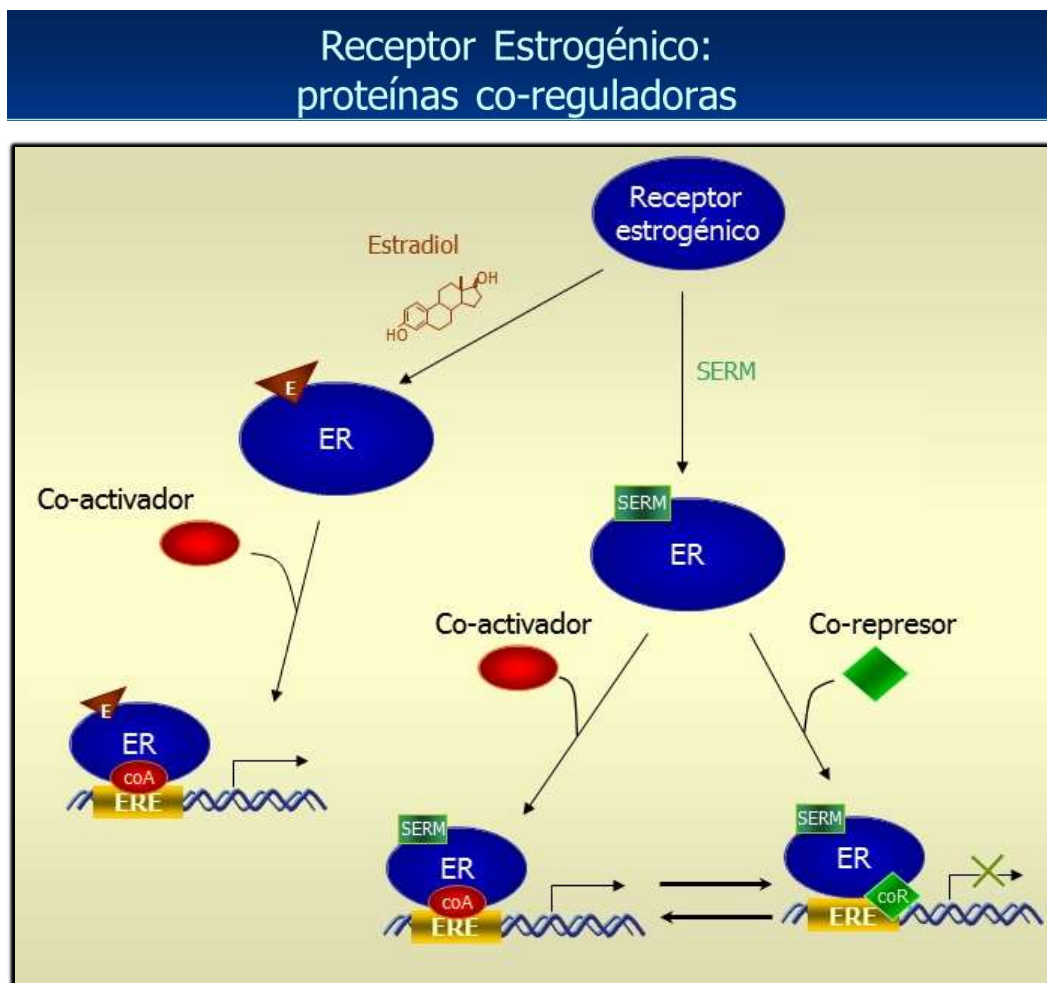 Receptor Estrogénico:
proteínas co-reguladoras
Receptor
estrogénico
Estradiol
OH
HO
SERM
E
ER
Co-activador
SERM
ER
Co-activador
Co-represor
E
ER
coA
ERE
SERM
ER
coA
ERE
SERM
ER
coR
ERE